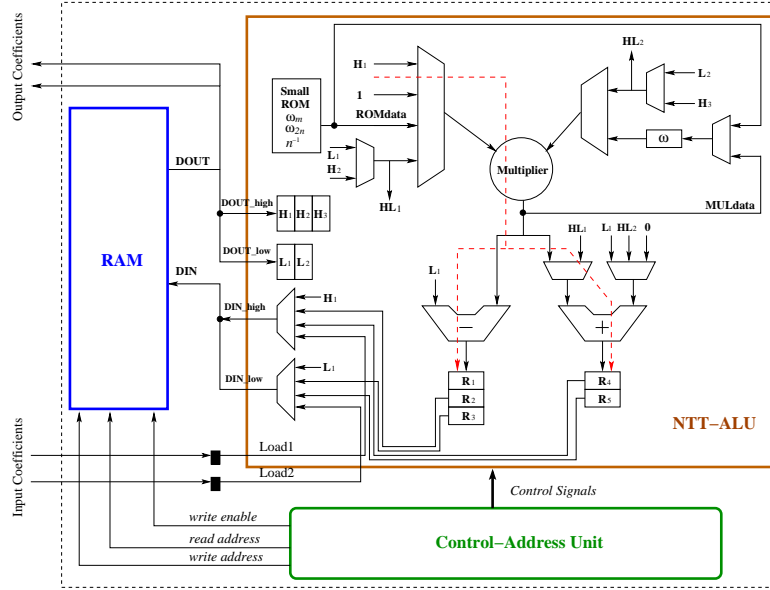 Output Coefficients
Input Coefficients
RAM
DOUT
DIN
DOUT_high
H1 H2 H3
DOUT_low
L1 L2
DIN_high
H1
DIN_low
L1
Load1
Load2
Small
ROM
ωm
ω2n
n⁻¹
H1
1
ROMdata
L1
H2
HL1
Multiplier
HL2
L2
H3
ω
MULdata
HL1
L1 HL2 0
L1
−
+
R1
R2
R3
R4
R5
NTT−ALU
Control Signals
Control−Address Unit
write enable
read address
write address